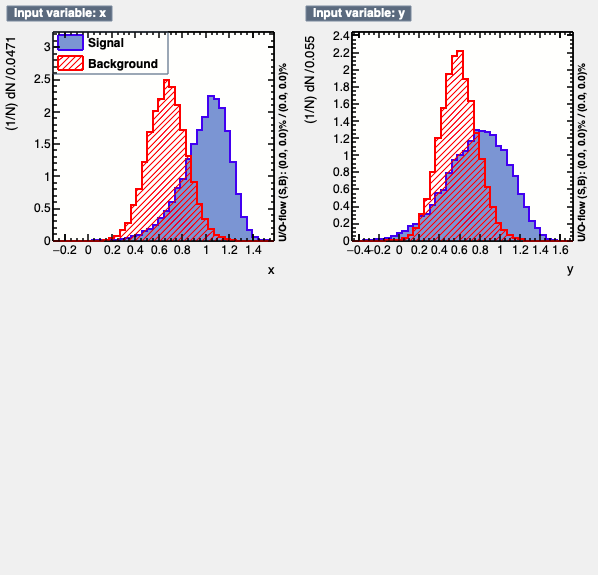 Input variable: x
(1/N) dN / 0.0471
3
2.5
2
1.5
1
0.5
0
Signal
Background
−0.2 0 0.2 0.4 0.6 0.8 1 1.2 1.4
x
U/O-flow (S,B): (0.0, 0.0)% / (0.0, 0.0)%
Input variable: y
(1/N) dN / 0.055
2.4
2.2
2
1.8
1.6
1.4
1.2
1
0.8
0.6
0.4
0.2
0
−0.4−0.2 0 0.2 0.4 0.6 0.8 1 1.2 1.4 1.6
y
U/O-flow (S,B): (0.0, 0.0)% / (0.0, 0.0)%